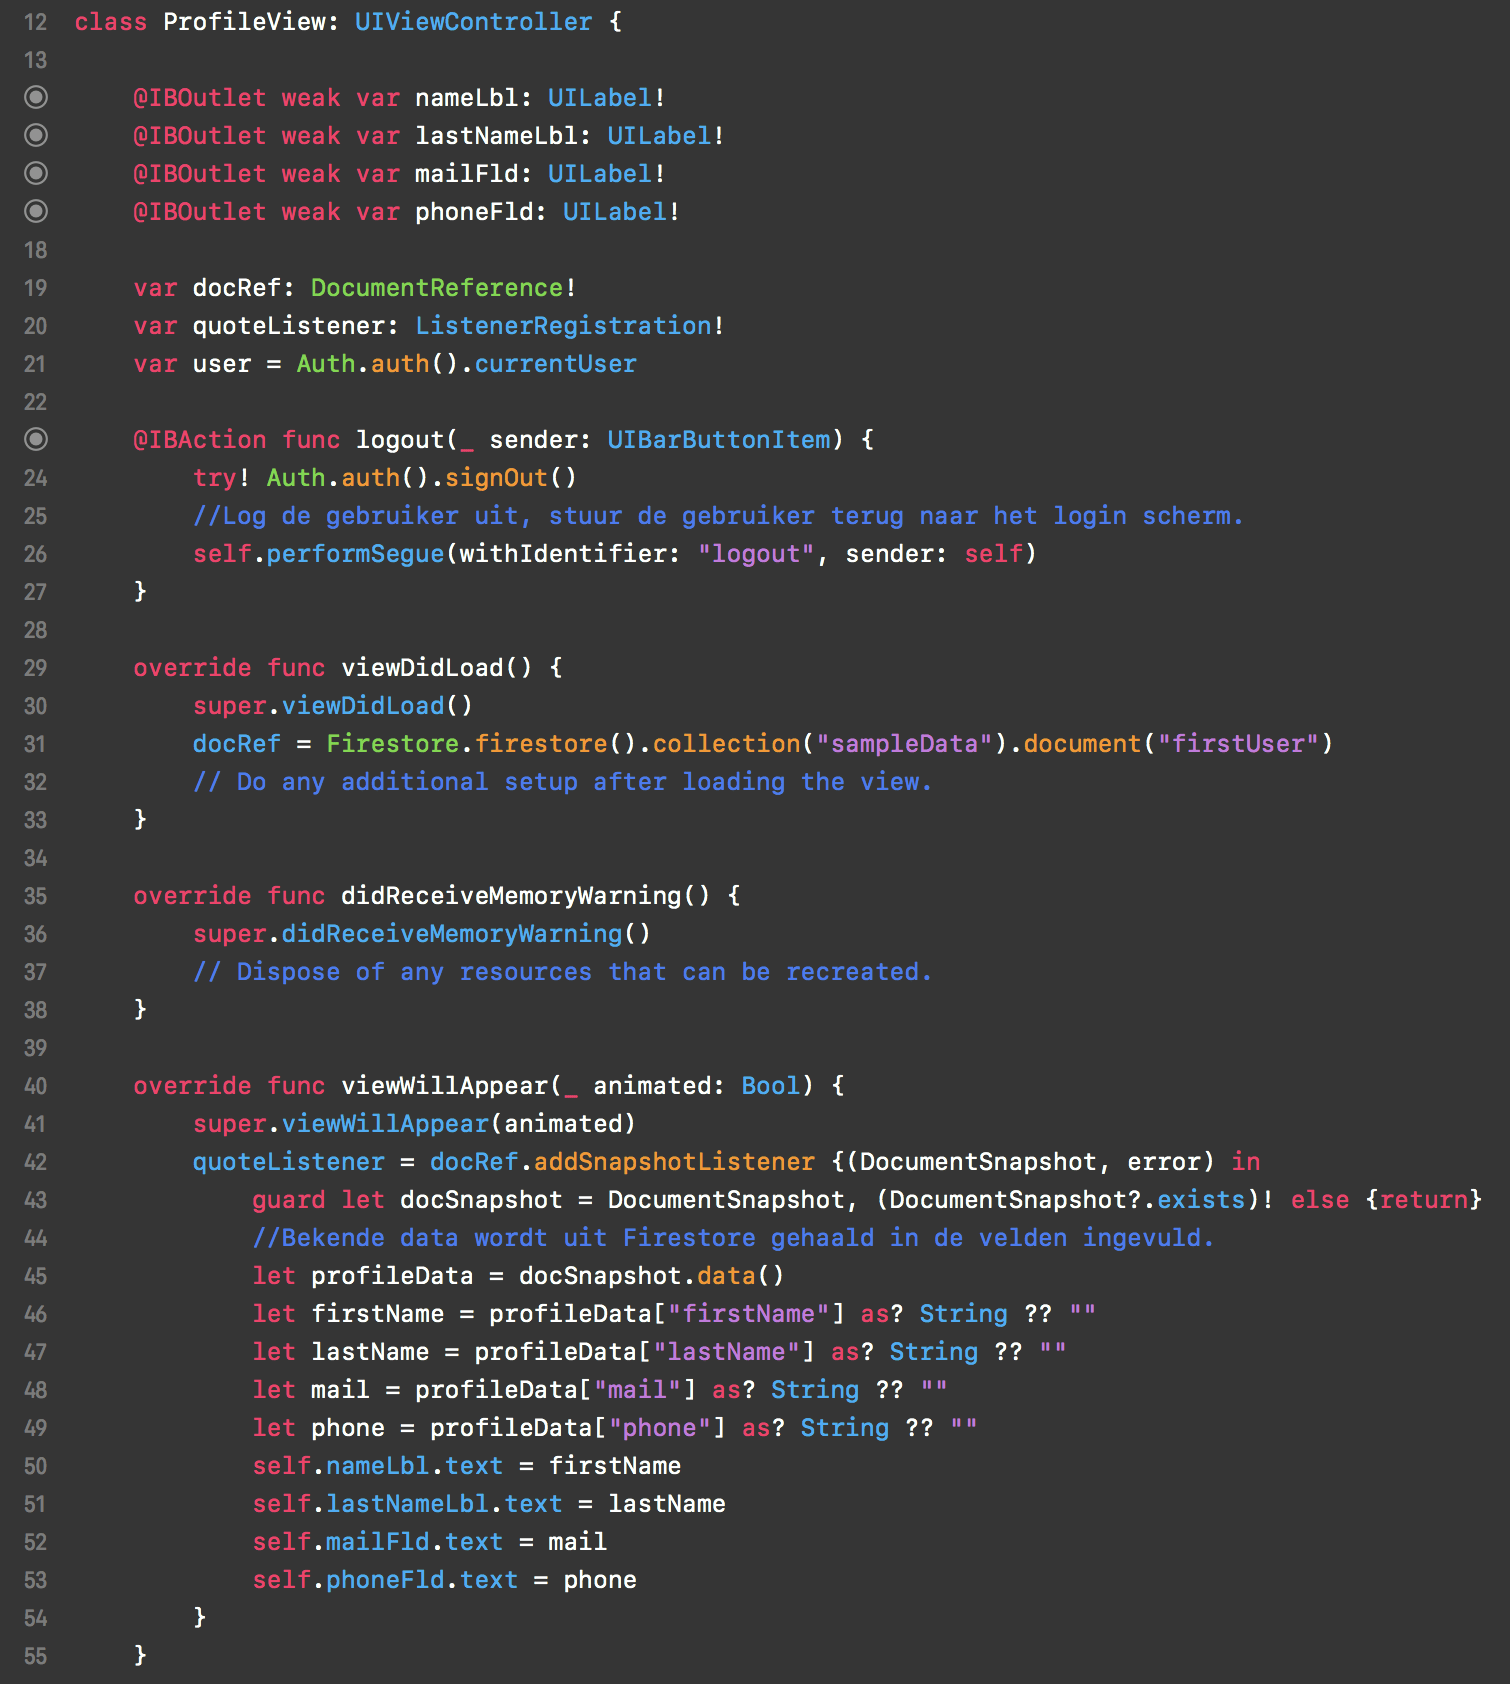 12 class ProfileView: UIViewController {
13
@IBOutlet weak var nameLbl: UILabel!
@IBOutlet weak var lastNameLbl: UILabel!
@IBOutlet weak var mailFld: UILabel!
@IBOutlet weak var phoneFld: UILabel!
18
19 var docRef: DocumentReference!
20 var quoteListener: ListenerRegistration!
21 var user = Auth.auth().currentUser
22
@IBAction func logout(_ sender: UIBarButtonItem) {
24 try! Auth.auth().signOut()
25 //Log de gebruiker uit, stuur de gebruiker terug naar het login scherm.
26 self.performSegue(withIdentifier: "logout", sender: self)
27 }
28
29 override func viewDidLoad() {
30 super.viewDidLoad()
31 docRef = Firestore.firestore().collection("sampleData").document("firstUser")
32 // Do any additional setup after loading the view.
33 }
34
35 override func didReceiveMemoryWarning() {
36 super.didReceiveMemoryWarning()
37 // Dispose of any resources that can be recreated.
38 }
39
40 override func viewWillAppear(_ animated: Bool) {
41 super.viewWillAppear(animated)
42 quoteListener = docRef.addSnapshotListener {(DocumentSnapshot, error) in
43 guard let docSnapshot = DocumentSnapshot, (DocumentSnapshot?.exists)! else {return}
44 //Bekende data wordt uit Firestore gehaald in de velden ingevuld.
45 let profileData = docSnapshot.data()
46 let firstName = profileData["firstName"] as? String ?? ""
47 let lastName = profileData["lastName"] as? String ?? ""
48 let mail = profileData["mail"] as? String ?? ""
49 let phone = profileData["phone"] as? String ?? ""
50 self.nameLbl.text = firstName
51 self.lastNameLbl.text = lastName
52 self.mailFld.text = mail
53 self.phoneFld.text = phone
54 }
55 }